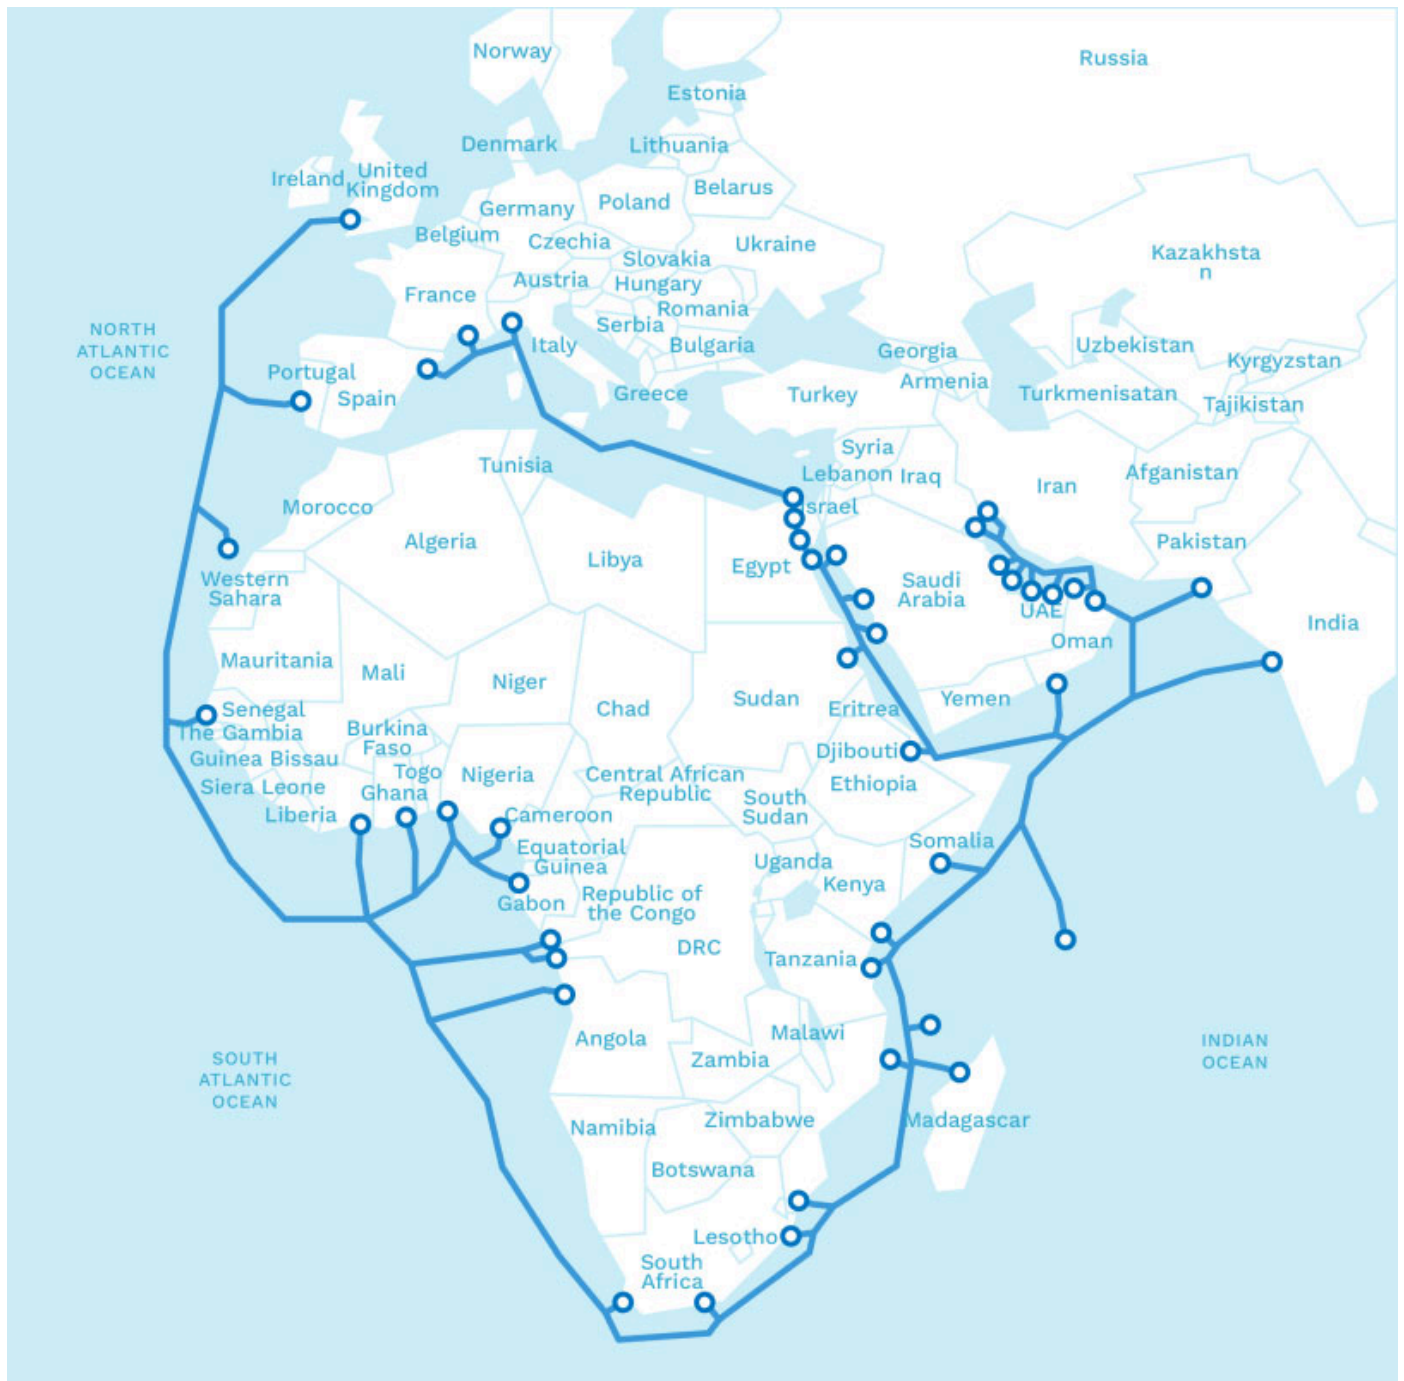 Norway
Russia
Estonia
Denmark
Lithuania
Ireland
United
Kingdom
Belarus
Poland
Germany
Belgium
Czechia
Ukraine
Slovakia
Kazakhsta
n
Austria
Hungary
France
Romania
NORTH
ATLANTIC
OCEAN
Serbia
Italy
Bulgaria
Georgia
Uzbekistan
Kyrgyzstan
Portugal
Armenia
Spain
Greece
Turkey
Turkmenisatan
Tajikistan
Syria
Tunisia
Lebanon
Iraq
Afganistan
Iran
Morocco
srael
Algeria
Pakistan
Libya
Egypt
Western
Sahara
Saudi
Arabia
UAE
India
Oman
Mauritania
Mali
Niger
Sudan
Yemen
Senegal
Chad
Eritrea
The Gambia
Burkina
Faso
Guinea Bissau
Djibouti
Togo
Nigeria
Central African
Republic
Ethiopia
Siera Leone
Ghana
South
Sudan
Liberia
Cameroon
Somalia
Equatorial
Guinea
Uganda
Kenya
Gabon
Republic of
the Congo
DRC
Tanzania
Angola
Malawi
INDIAN
OCEAN
SOUTH
ATLANTIC
OCEAN
Zambia
Namibia
Zimbabwe
Madagascar
Botswana
Lesotho
South
Africa